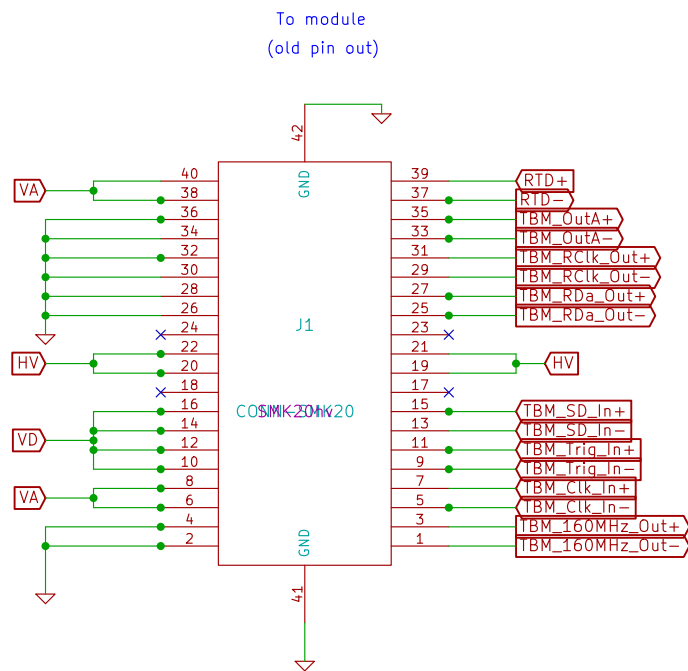 To module
(old pin out)
42
GND
40
39
RTD+
VA
38
37
RTD-
36
35
TBM_OutA+
34
33
TBM_OutA-
32
31
TBM_RClk_Out+
30
29
TBM_RClk_Out-
28
27
TBM_RDa_Out+
26
25
TBM_RDa_Out-
24
23
J1
22
21
HV
HV
20
19
18
17
16
15
TBM_SD_In+
CONN-SMK20
SMK20hv
14
13
TBM_SD_In-
VD
12
11
TBM_Trig_In+
10
9
TBM_Trig_In-
8
7
TBM_Clk_In+
VA
6
5
TBM_Clk_In-
4
3
TBM_160MHz_Out+
2
1
TBM_160MHz_Out-
GND
41